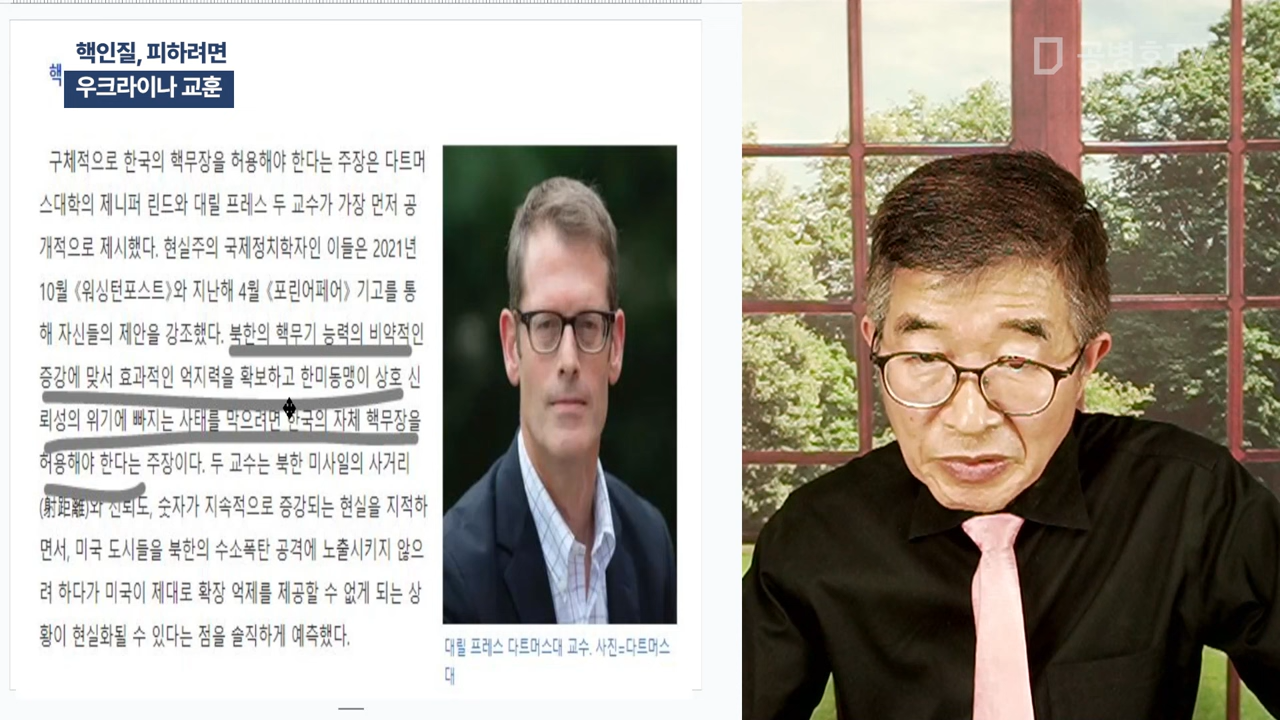 핵인질, 피하려면
핵
우크라이나 교훈
구체적으로 한국의 핵무장을 허용해야 한다는 주장은 다트머
스대학의 제니퍼 린드와 대릴 프레스 두 교수가 가장 먼저 공
개적으로 제시했다. 현실주의 국제정치학자인 이들은 2021년
10월 《워싱턴포스트》와 지난해 4월 《포린어페어》 기고를 통
해 자신들의 제안을 강조했다. 북한의 핵무기 능력의 비약적인
증강에 맞서 효과적인 억지력을 확보하고 한미동맹이 상호 신
뢰성의 위기에 빠지는 사태를 막으려면 한국의 자체 핵무장을
허용해야 한다는 주장이다. 두 교수는 북한 미사일의 사거리
(射距離)와 신뢰도, 숫자가 지속적으로 증강되는 현실을 지적하
면서, 미국 도시들을 북한의 수소폭탄 공격에 노출시키지 않으
려 하다가 미국이 제대로 확장 억제를 제공할 수 없게 되는 상
황이 현실화될 수 있다는 점을 솔직하게 예측했다.
대릴 프레스 다트머스대 교수. 사진=다트머스
대
공병호TV